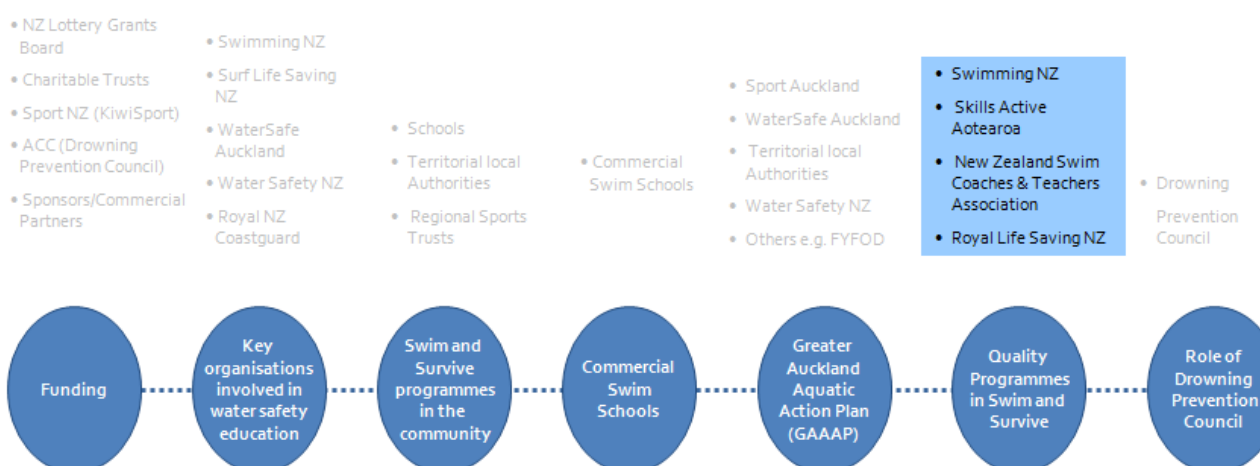 • NZ Lottery Grants
Board
• Charitable Trusts
• Sport NZ (KiwiSport)
• ACC (Drowning
Prevention Council)
• Sponsors/Commercial
Partners
• Swimming NZ
• Surf Life Saving
NZ
• WaterSafe
Auckland
• Water Safety NZ
• Royal NZ
Coastguard
• Schools
• Territorial local
Authorities
• Regional Sports
Trusts
• Commercial
Swim Schools
• Sport Auckland
• WaterSafe Auckland
• Territorial local
Authorities
• Water Safety NZ
• Others e.g. FYFOD
• Swimming NZ
• Skills Active
Aotearoa
• New Zealand Swim
Coaches & Teachers
Association
• Royal Life Saving NZ
• Drowning
Prevention
Council
Funding
Key
organisations
involved in
water safety
education
Swim and
Survive
programmes
in the
community
Commercial
Swim
Schools
Greater
Auckland
Aquatic
Action Plan
(GAAAP)
Quality
Programmes
in Swim and
Survive
Role of
Drowning
Prevention
Council